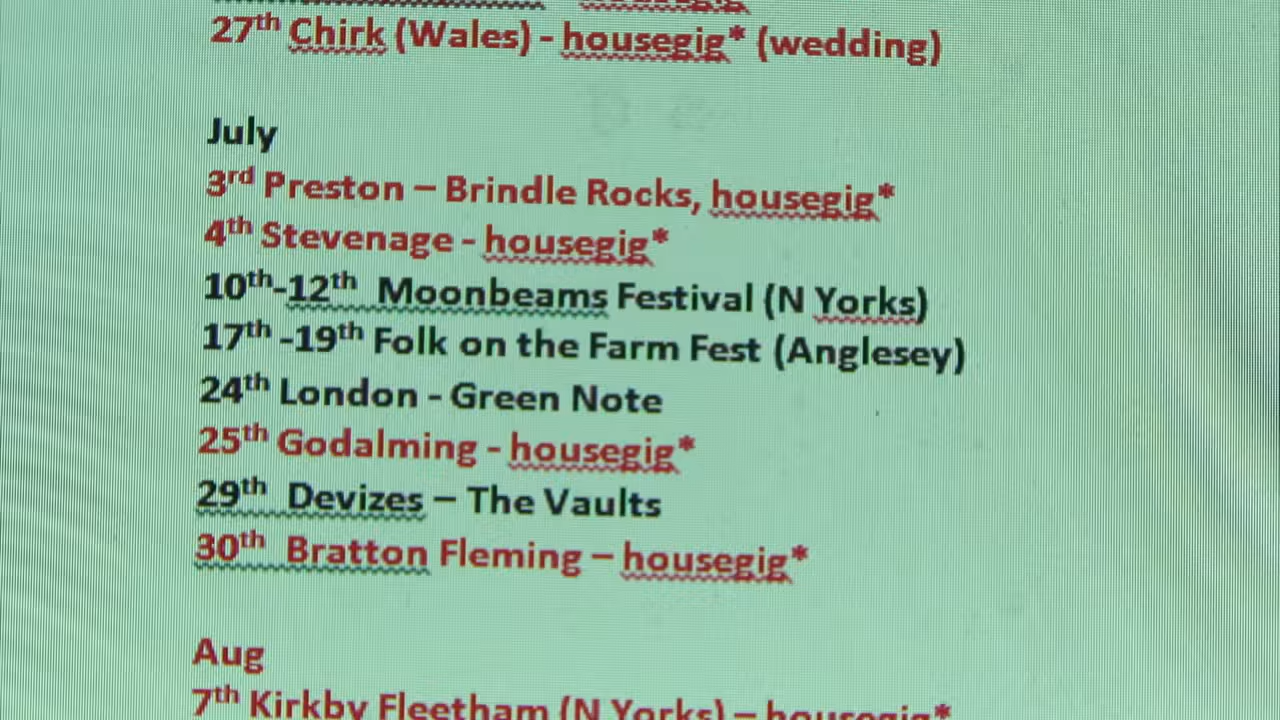 27th Chirk (Wales) - housegig* (wedding)
July
3rd Preston – Brindle Rocks, housegig*
4th Stevenage - housegig*
10th-12th Moonbeams Festival (N Yorks)
17th -19th Folk on the Farm Fest (Anglesey)
24th London - Green Note
25th Godalming - housegig*
29th Devizes – The Vaults
30th Bratton Fleming – housegig*
Aug
7th Kirkby Fleetham (N Yorks) – housegig*